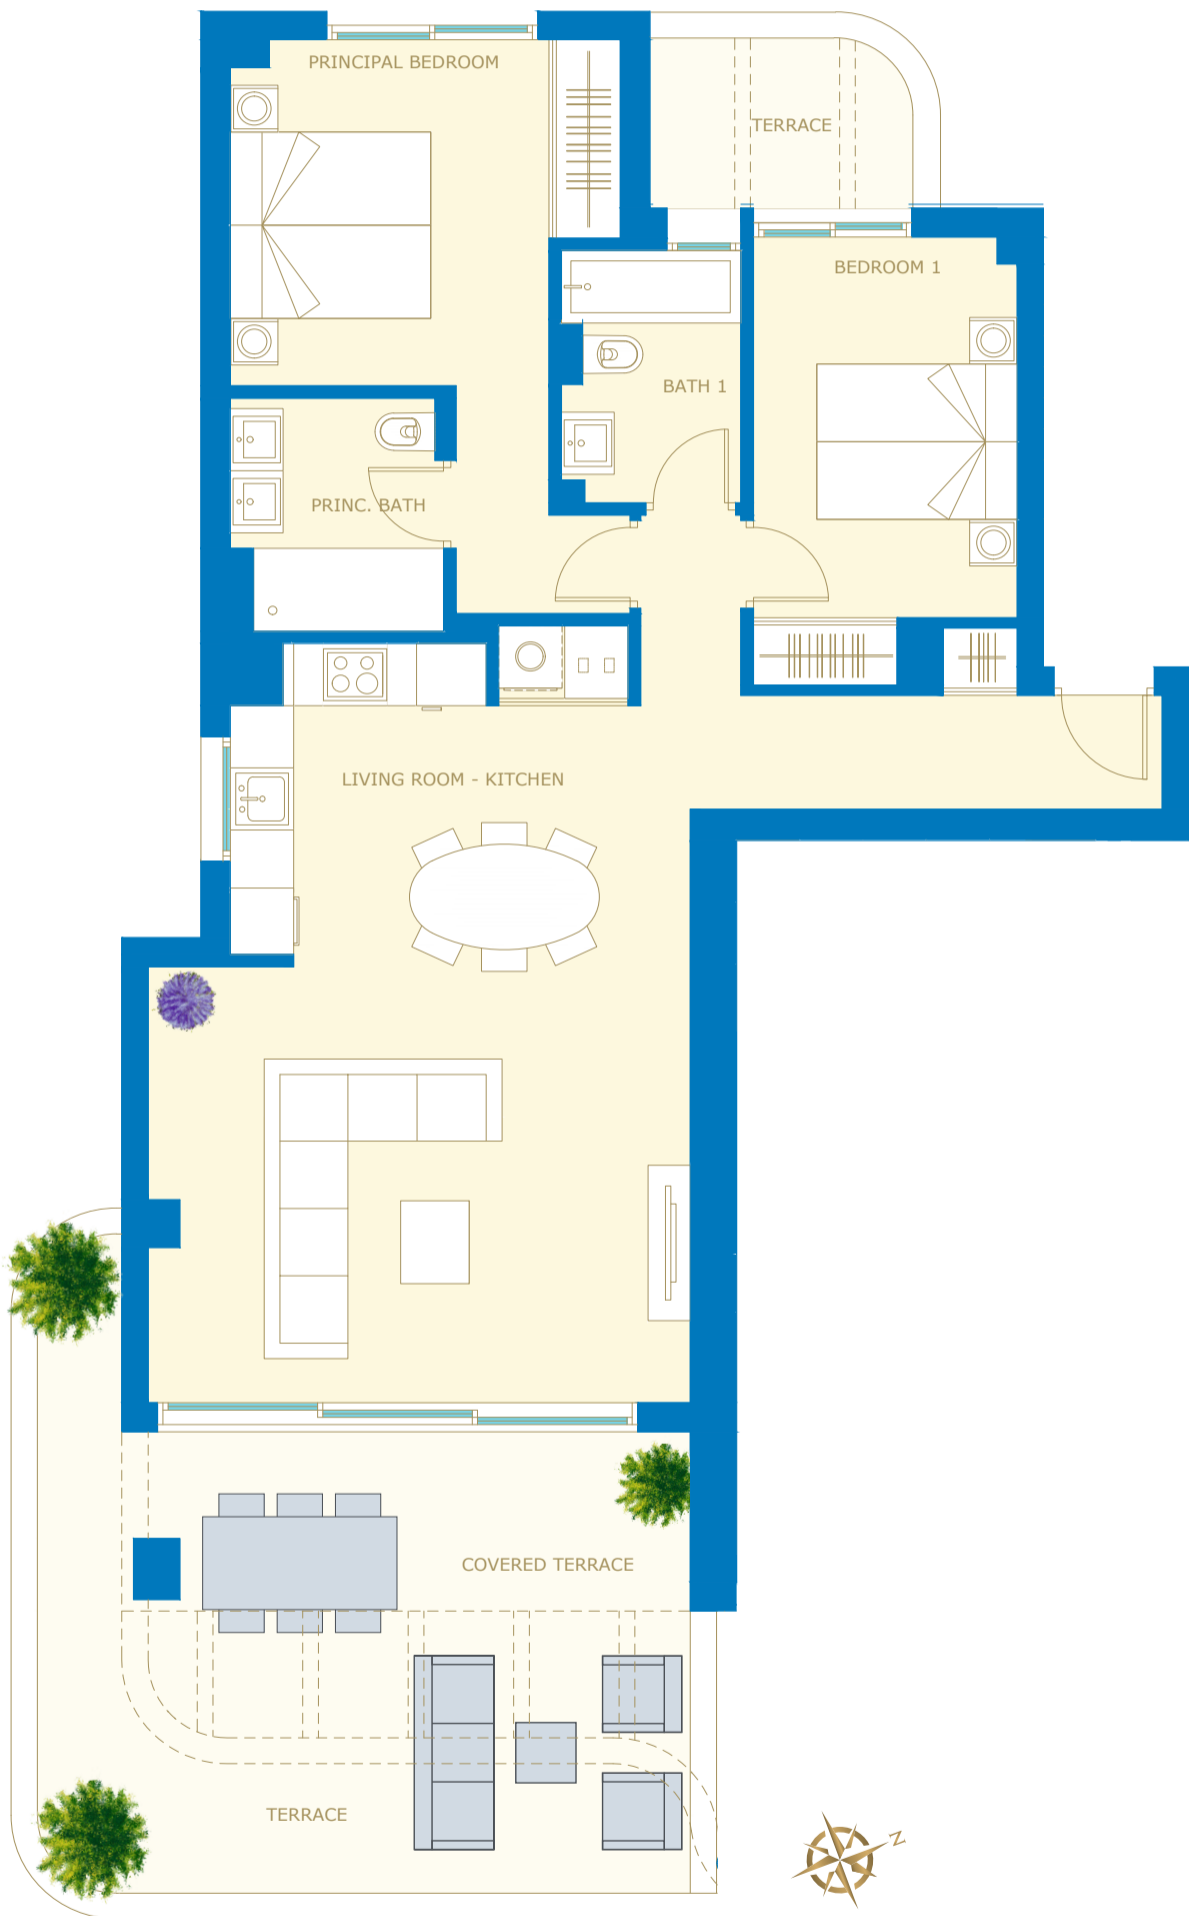 PRINCIPAL BEDROOM
TERRACE
BEDROOM 1
BATH 1
PRINC. BATH
LIVING ROOM - KITCHEN
COVERED TERRACE
TERRACE
N